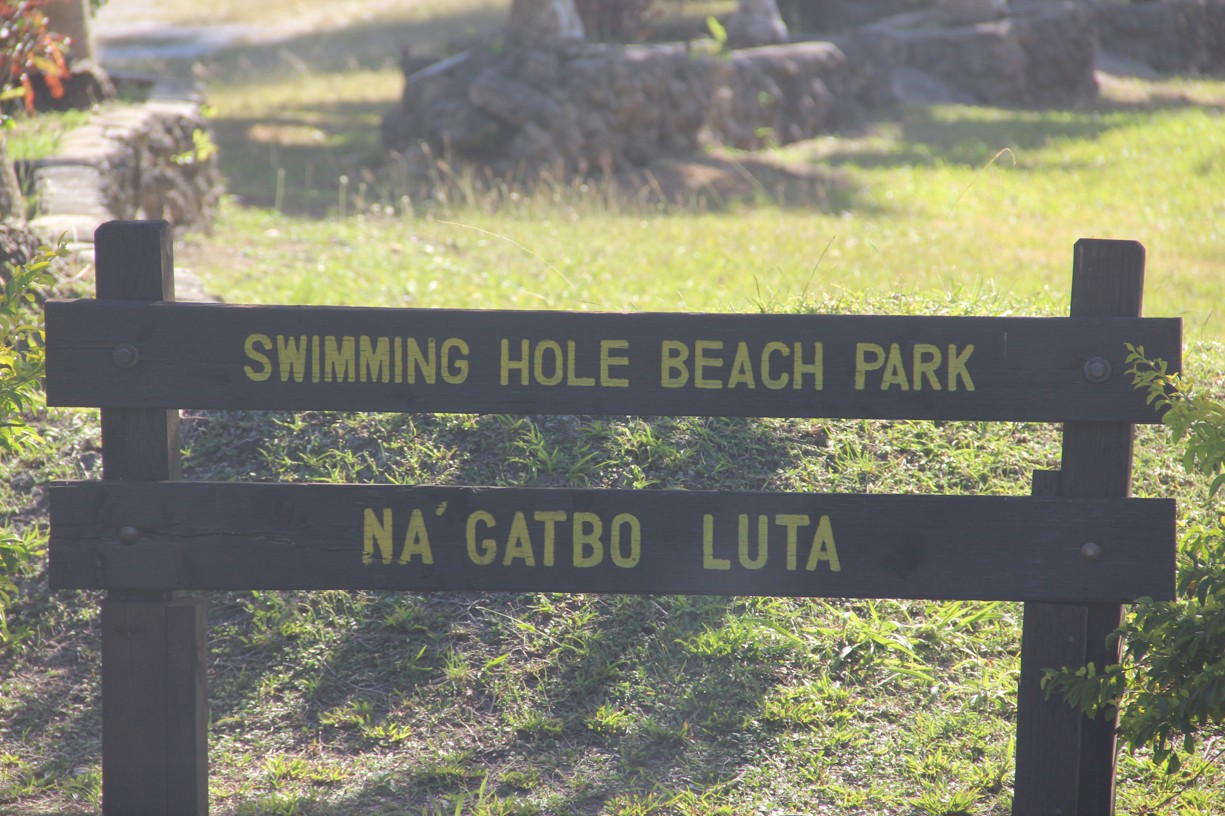 SWIMMING HOLE BEACH PARK
NA'GATBO LUTA